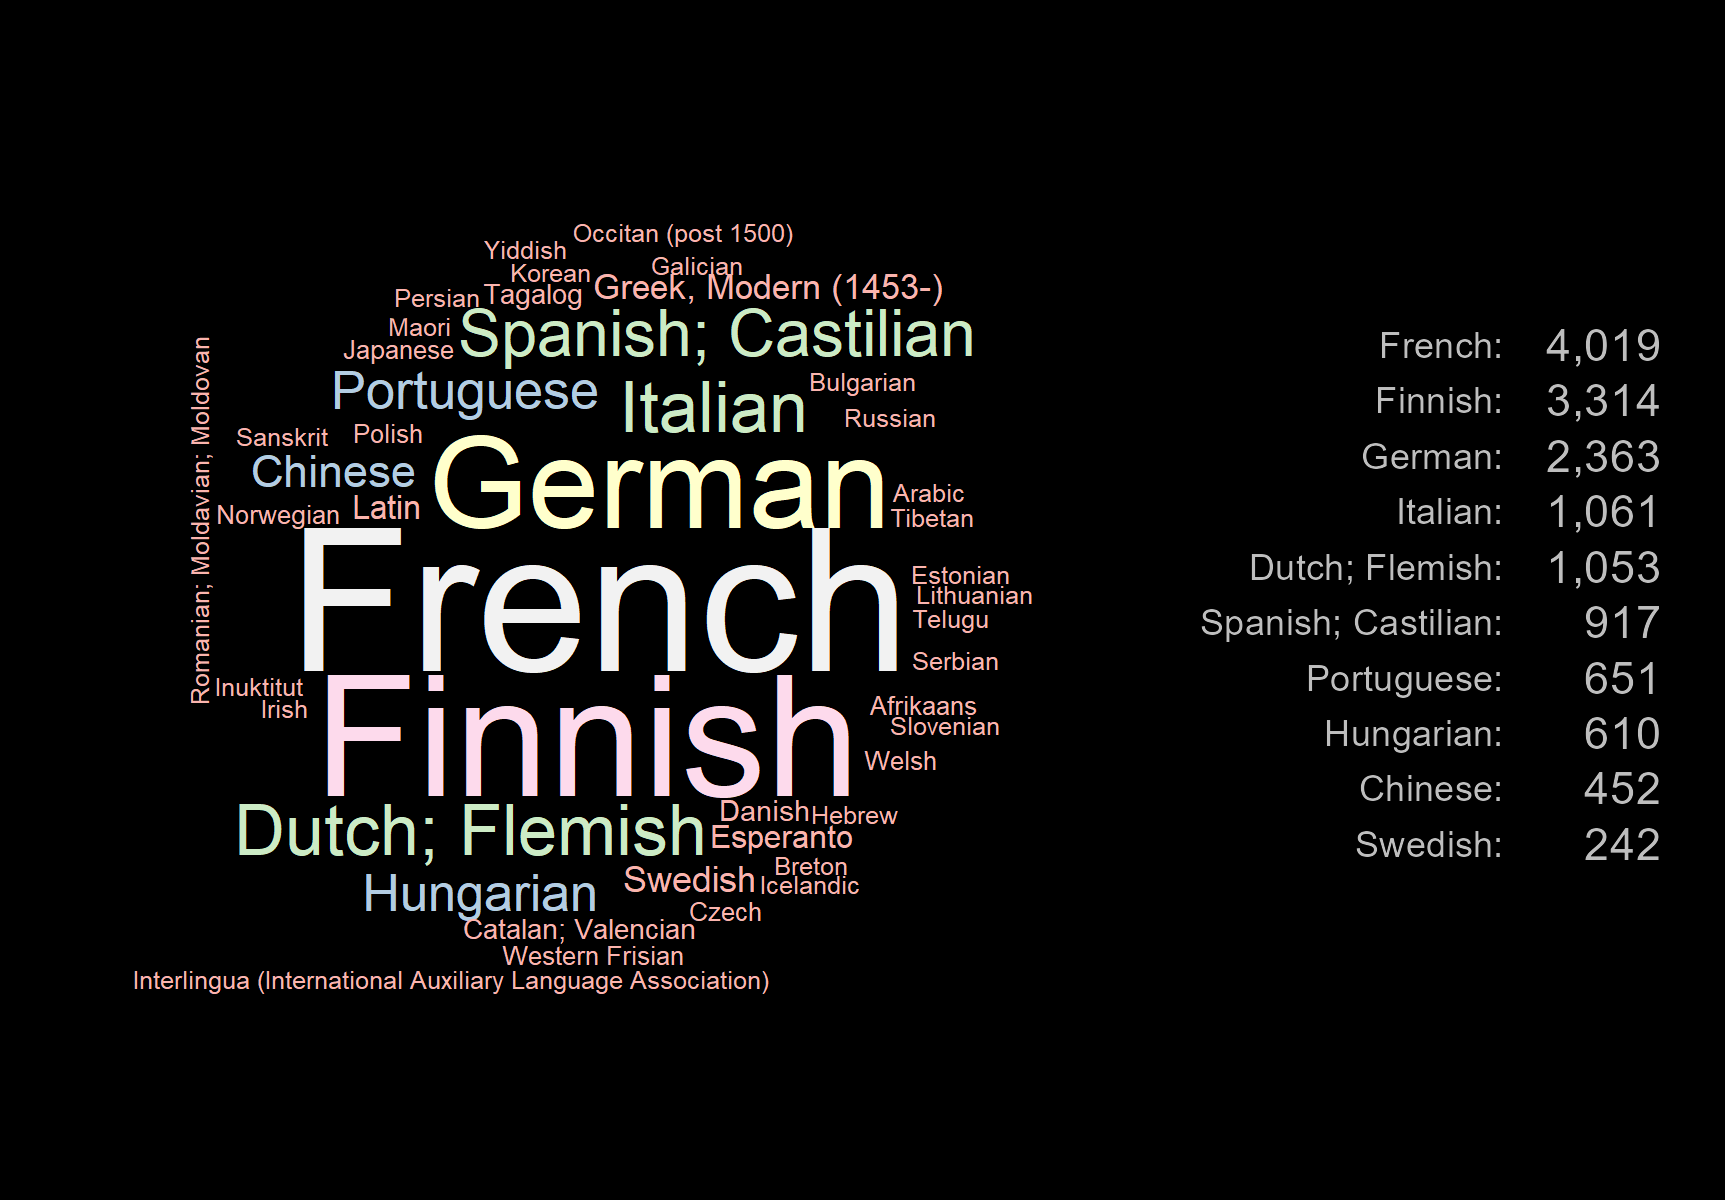 Occitan (post 1500)
Yiddish
Galician
Korean
Persian
Tagalog
Greek, Modern (1453-)
Maori
Spanish; Castilian
Japanese
Portuguese
Italian
Bulgarian
Russian
Sanskrit
Polish
Chinese
German
Arabic
Norwegian
Latin
Tibetan
Romanian; Moldavian; Moldovan
French
Estonian
Lithuanian
Telugu
Serbian
Inuktitut
Irish
Finnish
Afrikaans
Slovenian
Welsh
Dutch; Flemish
Danish
Hebrew
Esperanto
Breton
Hungarian
Swedish
Icelandic
Czech
Catalan; Valencian
Western Frisian
Interlingua (International Auxiliary Language Association)
French: 4,019
Finnish: 3,314
German: 2,363
Italian: 1,061
Dutch; Flemish: 1,053
Spanish; Castilian: 917
Portuguese: 651
Hungarian: 610
Chinese: 452
Swedish: 242